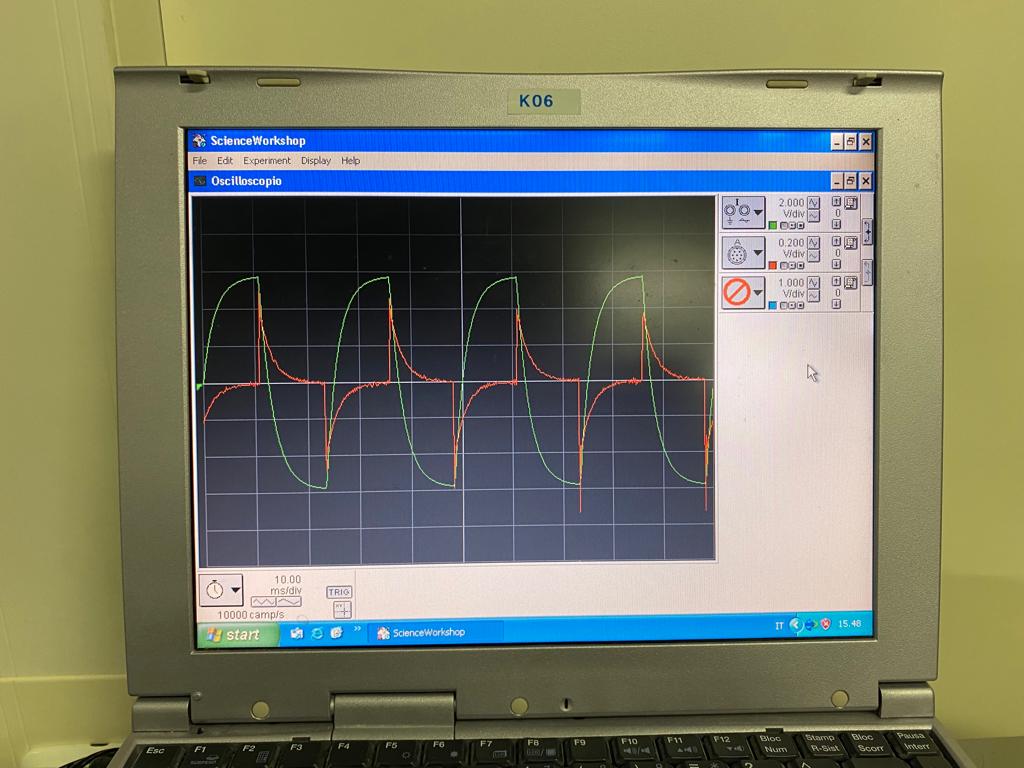 K06
ScienceWorkshop
File Edit Experiment Display Help
Oscilloscopio
2.000
V/div
0
A
0.200
V/div
0
1.000
V/div
0
10.00
ms/div
TRIG
10000 camp/s
start
ScienceWorkshop
IT
15.48
Esc F1 F2 F3 F4 F5 F6 F7 F8 F9 F10 F11 F12 Bloc Num Stamp R-Sist Bloc Scorr Pausa Interr